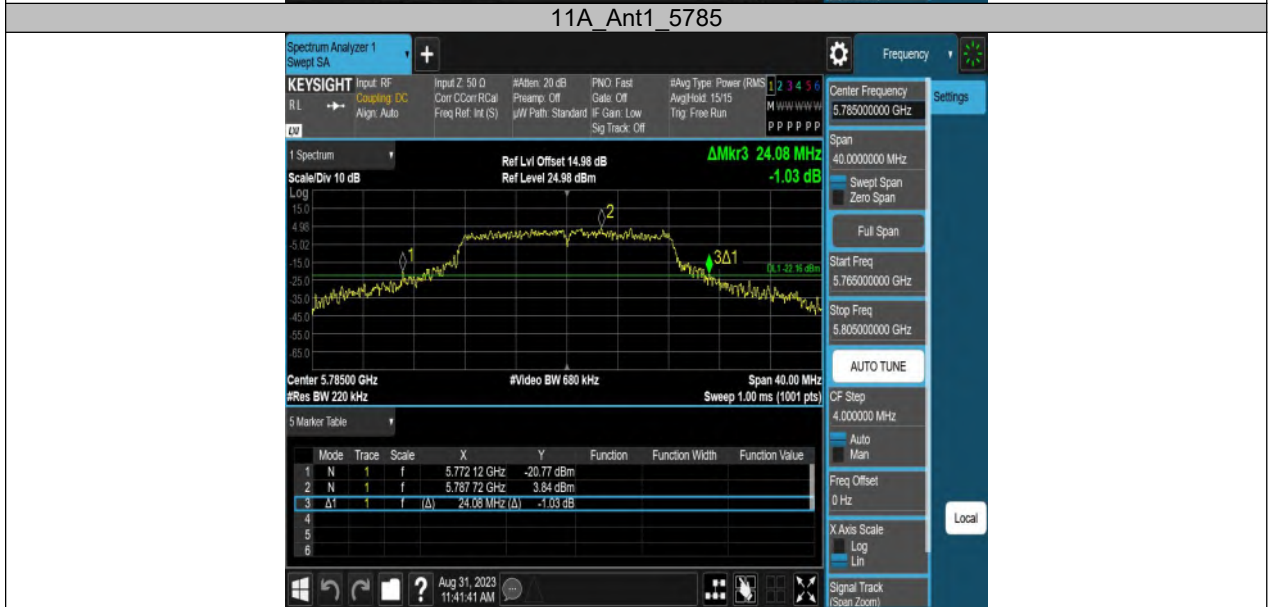 11A_Ant1_5785
Spectrum Analyzer 1
Swept SA
+
Frequency
KEYSIGHT
RL
LXI
Input: RF
Coupling: DC
Align: Auto
Input Z: 50 Ω
Corr CCorr RCal
Freq Ref: Int (S)
#Atten: 20 dB
Preamp: Off
µW Path: Standard
PNO: Fast
Gate: Off
IF Gain: Low
Sig Track: Off
#Avg Type: Power (RMS
Avg|Hold: 15/15
Trig: Free Run
1 2 3 4 5 6
M W W W W W
P P P P P P
1 Spectrum
Scale/Div 10 dB
Ref Lvl Offset 14.98 dB
Ref Level 24.98 dBm
ΔMkr3 24.08 MHz
-1.03 dB
Log
15.0
4.98
-5.02
-15.0
-25.0
-35.0
-45.0
-55.0
-65.0
1
2
3Δ1
DL1 -22.16 dBm
Center 5.78500 GHz
#Video BW 680 kHz
Span 40.00 MHz
#Res BW 220 kHz
Sweep 1.00 ms (1001 pts)
5 Marker Table
Mode Trace Scale X Y Function Function Width Function Value
1 N 1 f 5.772 12 GHz -20.77 dBm
2 N 1 f 5.787 72 GHz 3.84 dBm
3 Δ1 1 f (Δ) 24.08 MHz (Δ) -1.03 dB
4
5
6
?
Aug 31, 2023
11:41:41 AM
Center Frequency
5.785000000 GHz
Settings
Span
40.0000000 MHz
Swept Span
Zero Span
Full Span
Start Freq
5.765000000 GHz
Stop Freq
5.805000000 GHz
AUTO TUNE
CF Step
4.000000 MHz
Auto
Man
Freq Offset
0 Hz
X Axis Scale
Log
Lin
Local
Signal Track
(Span Zoom)